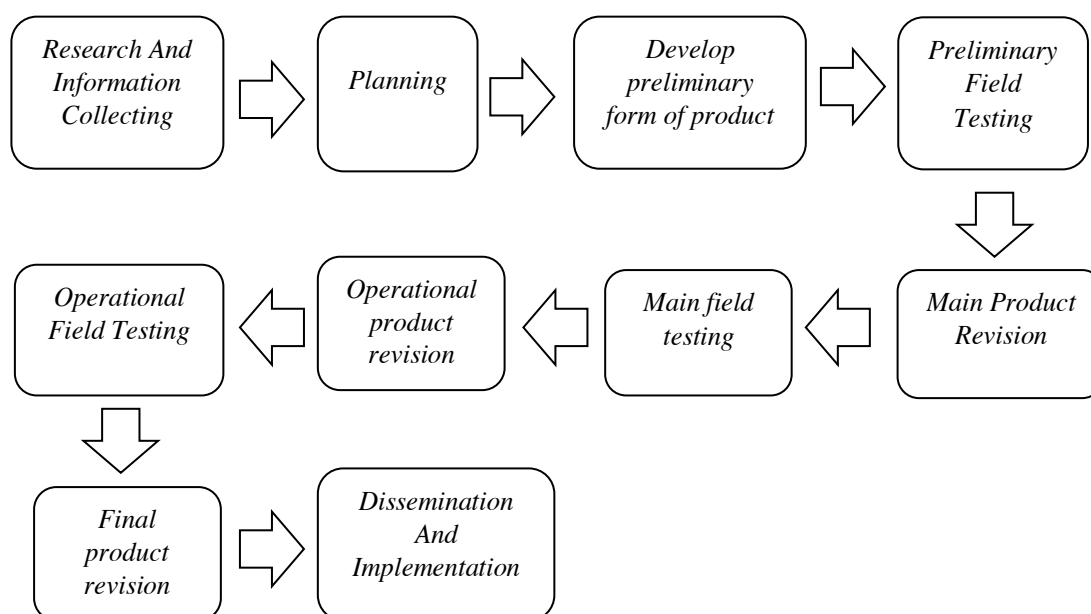 Research And
Information
Collecting
Planning
Develop
preliminary
form of product
Preliminary
Field
Testing
Main Product
Revision
Main field
testing
Operational
product
revision
Operational
Field Testing
Final
product
revision
Dissemination
And
Implementation